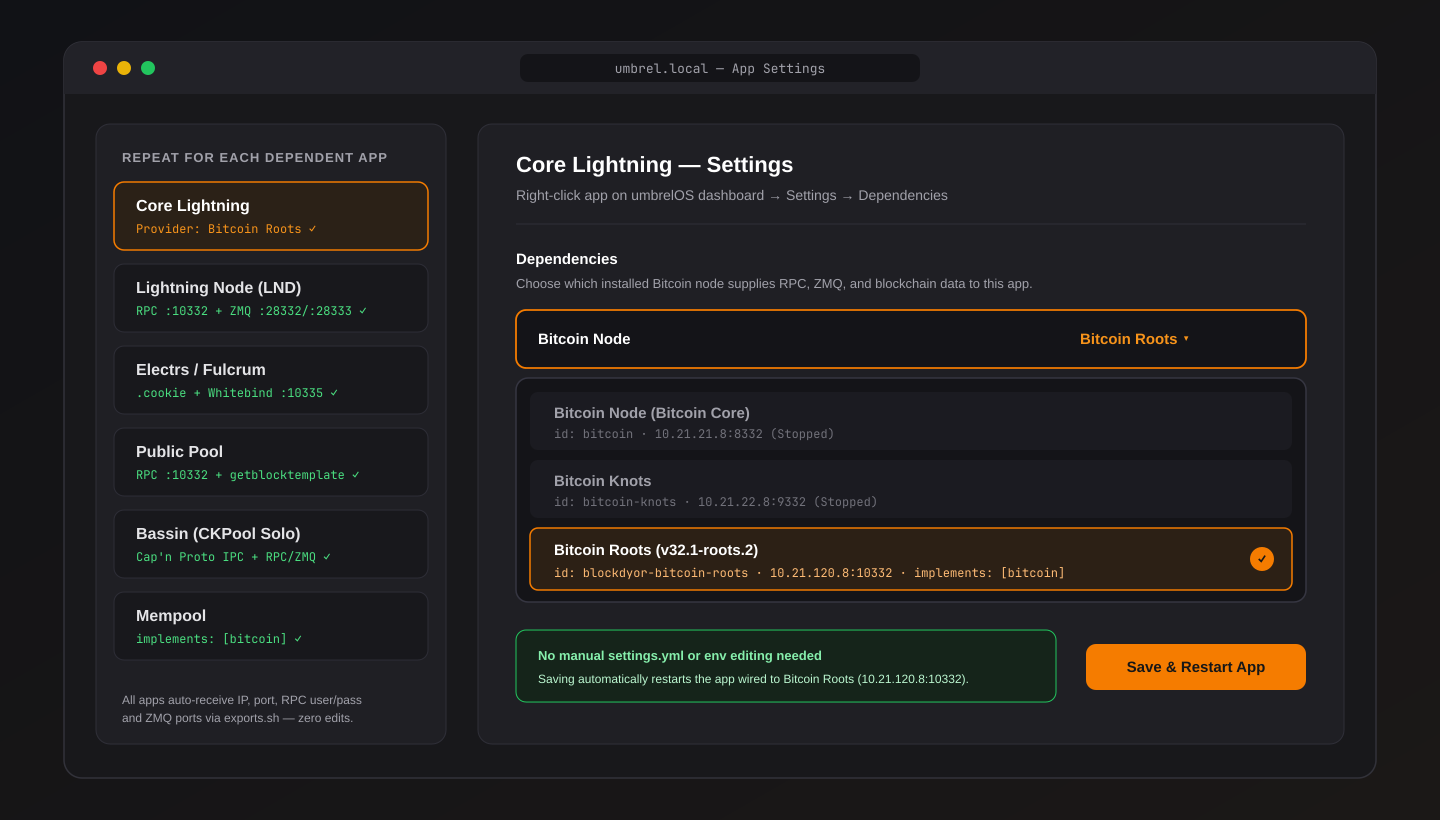 umbrel.local — App Settings
REPEAT FOR EACH DEPENDENT APP
Core Lightning
Provider: Bitcoin Roots ✓
Lightning Node (LND)
RPC :10332 + ZMQ :28332/:28333 ✓
Electrs / Fulcrum
.cookie + Whitebind :10335 ✓
Public Pool
RPC :10332 + getblocktemplate ✓
Bassin (CKPool Solo)
Cap'n Proto IPC + RPC/ZMQ ✓
Mempool
implements: [bitcoin] ✓
All apps auto-receive IP, port, RPC user/pass
and ZMQ ports via exports.sh — zero edits.
Core Lightning — Settings
Right-click app on umbrelOS dashboard → Settings → Dependencies
Dependencies
Choose which installed Bitcoin node supplies RPC, ZMQ, and blockchain data to this app.
Bitcoin Node Bitcoin Roots ▾
Bitcoin Node (Bitcoin Core)
id: bitcoin · 10.21.21.8:8332 (Stopped)
Bitcoin Knots
id: bitcoin-knots · 10.21.22.8:9332 (Stopped)
Bitcoin Roots (v32.1-roots.2)
id: blockdyor-bitcoin-roots · 10.21.120.8:10332 · implements: [bitcoin]
✓
No manual settings.yml or env editing needed
Saving automatically restarts the app wired to Bitcoin Roots (10.21.120.8:10332).
Save & Restart App